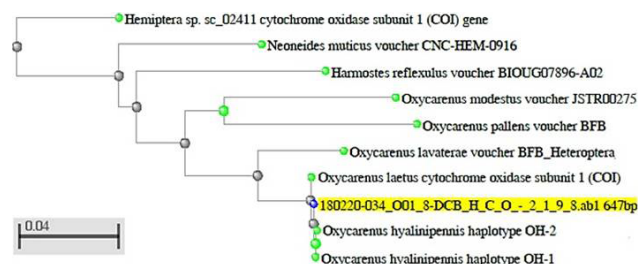 Hemiptera sp. sc_02411 cytochrome oxidase subunit 1 (COI) gene
Neoneides muticus voucher CNC-HEM-0916
Harmostes reflexulus voucher BIOUG07896-A02
Oxycarenus modestus voucher JSTR00275
Oxycarenus pallens voucher BFB
Oxycarenus lavaterae voucher BFB_Heteroptera
Oxycarenus laetus cytochrome oxidase subunit 1 (COI)
180220-034_O01_8-DCB_H_C_O_-_2_1_9_8.ab1 647bp
0.04
Oxycarenus hyalinipennis haplotype OH-2
Oxycarenus hyalinipennis haplotype OH-1